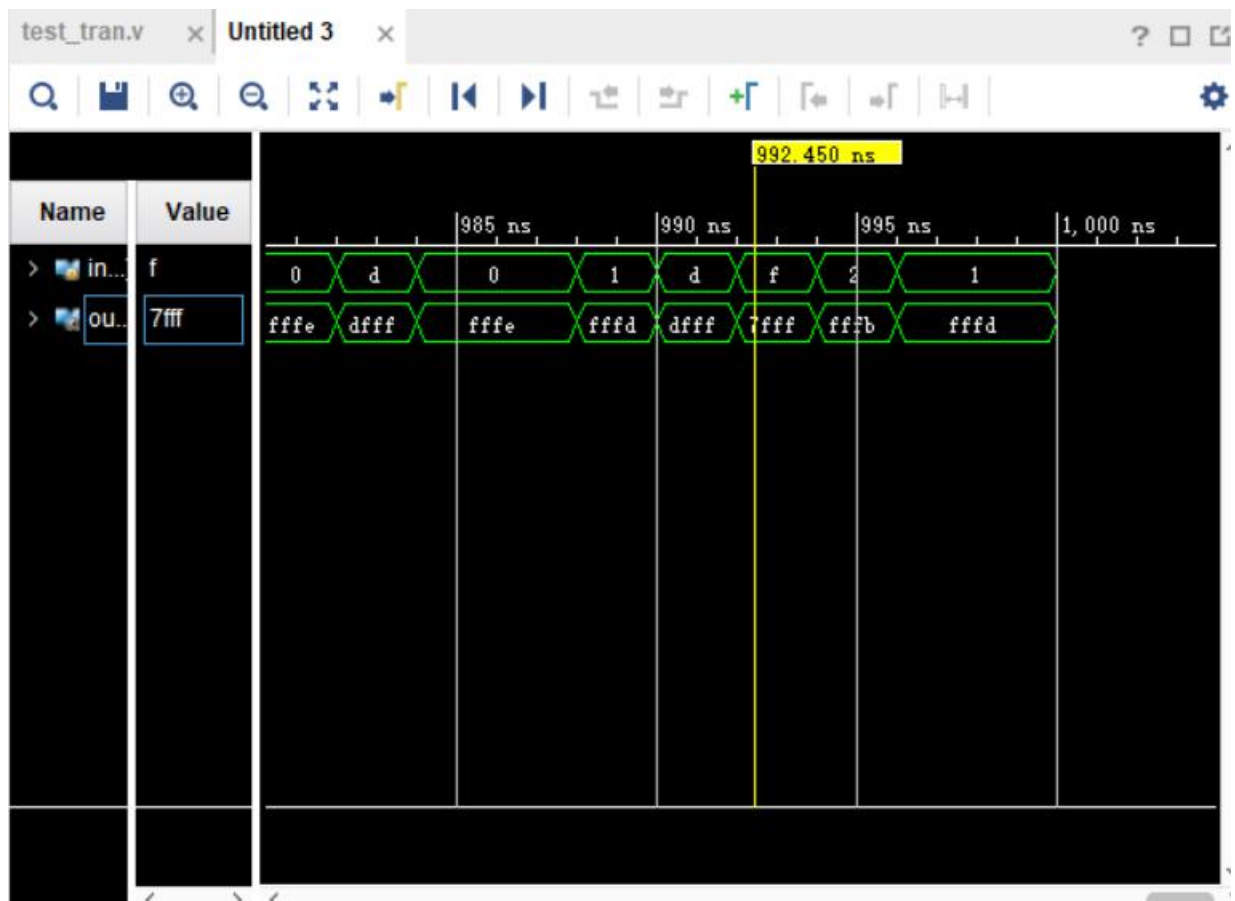 test_tran.v × Untitled 3 × ?
992.450 ns
Name Value 985 ns 990 ns 995 ns 1,000 ns
> in...] f 0 d 0 1 d f 2 1
> ou... 7fff fffe dfff fffe fffd dfff 7fff fffb fffd